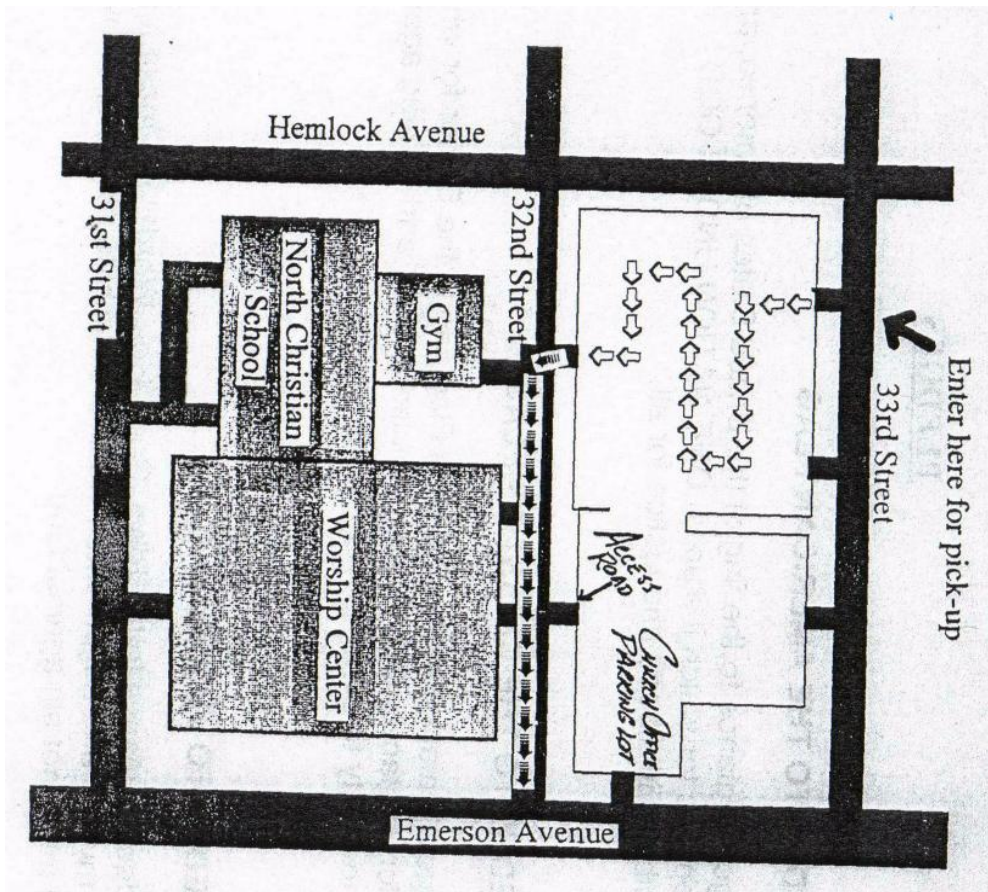 Hemlock Avenue
31st Street
32nd Street
33rd Street
Enter here for pick-up
North Christian
School
Gym
Worship Center
Access
Road
Church Office
Parking Lot
Emerson Avenue